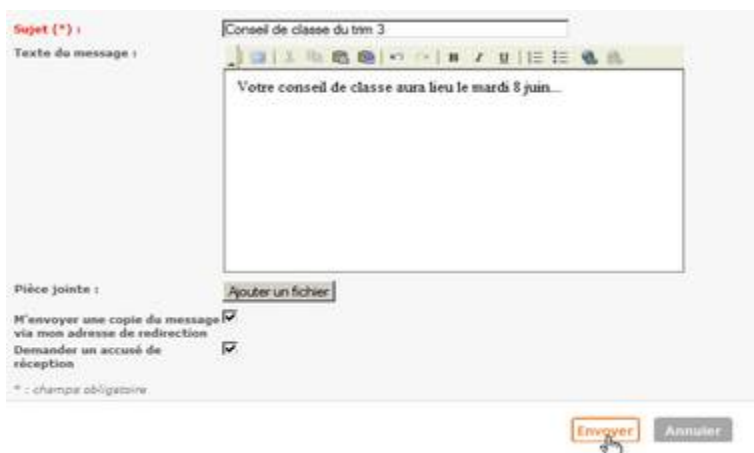 Sujet (*) :
Conseil de classe du trim 3
Texte du message :
B I U
Votre conseil de classe aura lieu le mardi 8 juin...
Pièce jointe :
Ajouter un fichier
M'envoyer une copie du message
via mon adresse de redirection
Demander un accusé de
réception
* : champs obligatoire
Envoyer Annuler